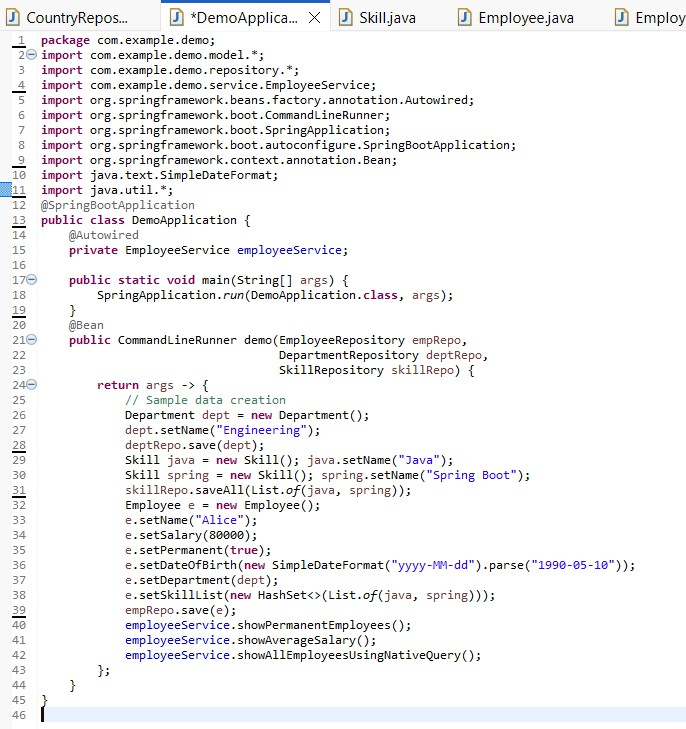 CountryRepos...
*DemoApplica...
Skill.java
Employee.java
Employ
1 package com.example.demo;
2 import com.example.demo.model.*;
3 import com.example.demo.repository.*;
4 import com.example.demo.service.EmployeeService;
5 import org.springframework.beans.factory.annotation.Autowired;
6 import org.springframework.boot.CommandLineRunner;
7 import org.springframework.boot.SpringApplication;
8 import org.springframework.boot.autoconfigure.SpringBootApplication;
9 import org.springframework.context.annotation.Bean;
10 import java.text.SimpleDateFormat;
11 import java.util.*;
12 @SpringBootApplication
13 public class DemoApplication {
14     @Autowired
15     private EmployeeService employeeService;
16
17     public static void main(String[] args) {
18         SpringApplication.run(DemoApplication.class, args);
19     }
20     @Bean
21     public CommandLineRunner demo(EmployeeRepository empRepo,
22                                   DepartmentRepository deptRepo,
23                                   SkillRepository skillRepo) {
24         return args -> {
25             // Sample data creation
26             Department dept = new Department();
27             dept.setName("Engineering");
28             deptRepo.save(dept);
29             Skill java = new Skill(); java.setName("Java");
30             Skill spring = new Skill(); spring.setName("Spring Boot");
31             skillRepo.saveAll(List.of(java, spring));
32             Employee e = new Employee();
33             e.setName("Alice");
34             e.setSalary(80000);
35             e.setPermanent(true);
36             e.setDateOfBirth(new SimpleDateFormat("yyyy-MM-dd").parse("1990-05-10"));
37             e.setDepartment(dept);
38             e.setSkillList(new HashSet<>(List.of(java, spring)));
39             empRepo.save(e);
40             employeeService.showPermanentEmployees();
41             employeeService.showAverageSalary();
42             employeeService.showAllEmployeesUsingNativeQuery();
43         };
44     }
45 }
46